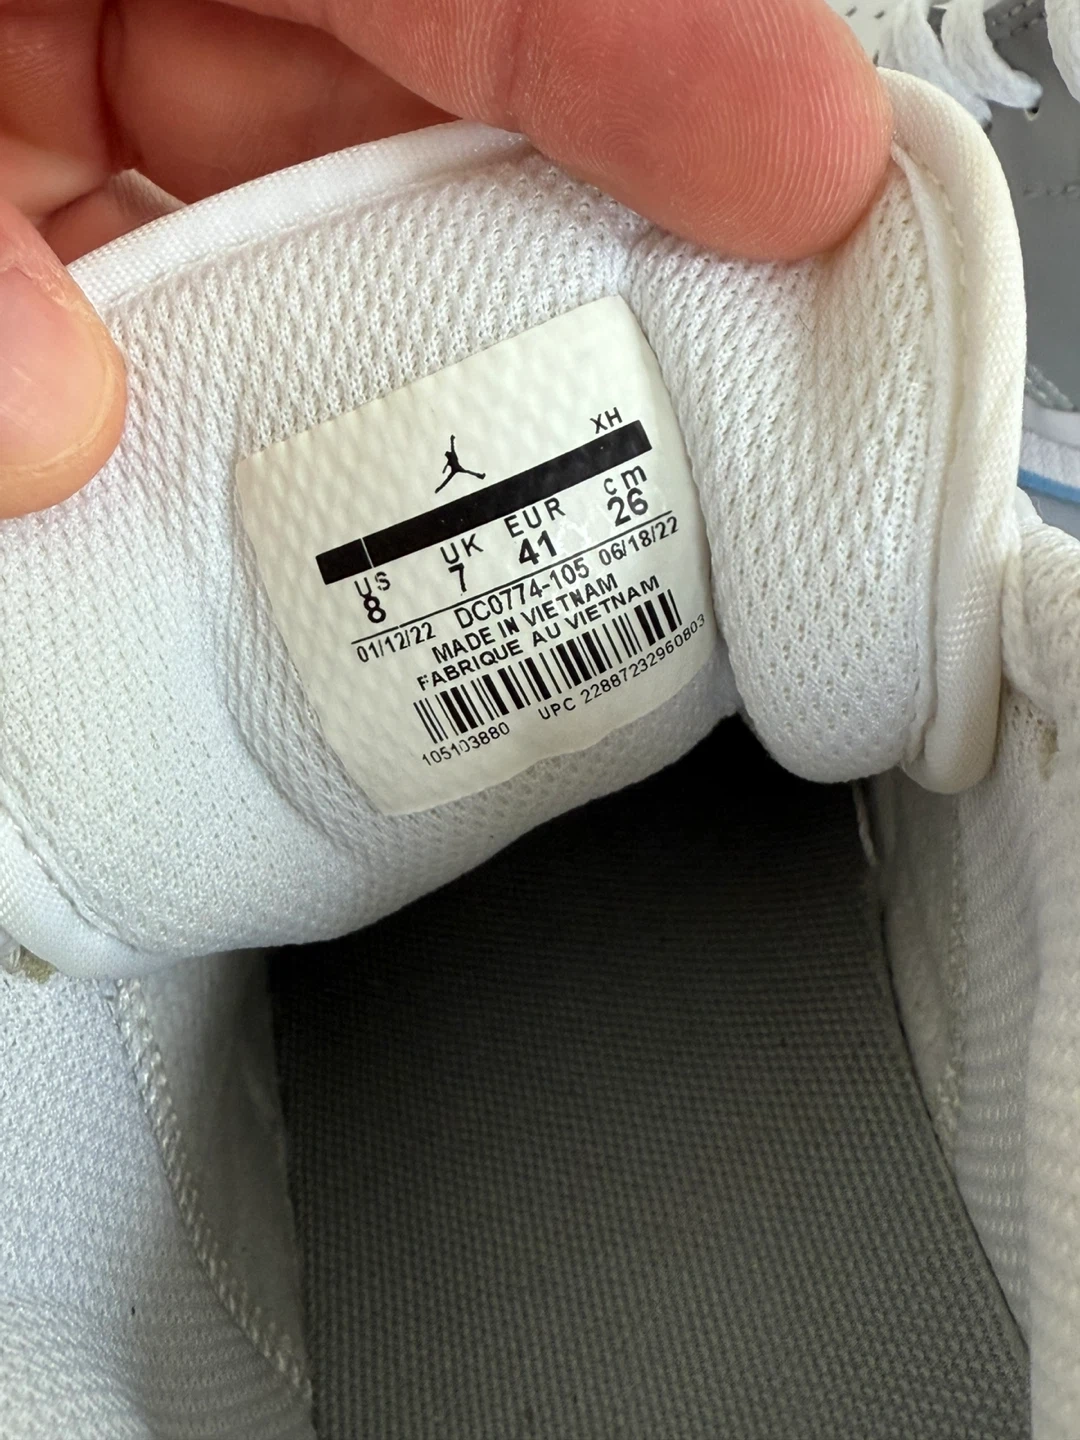 XH
US UK EUR cm
8 7 41 26
01/12/22 DC0774-105 06/18/22
MADE IN VIETNAM
FABRIQUE AU VIETNAM
105103880 UPC 22887232960803